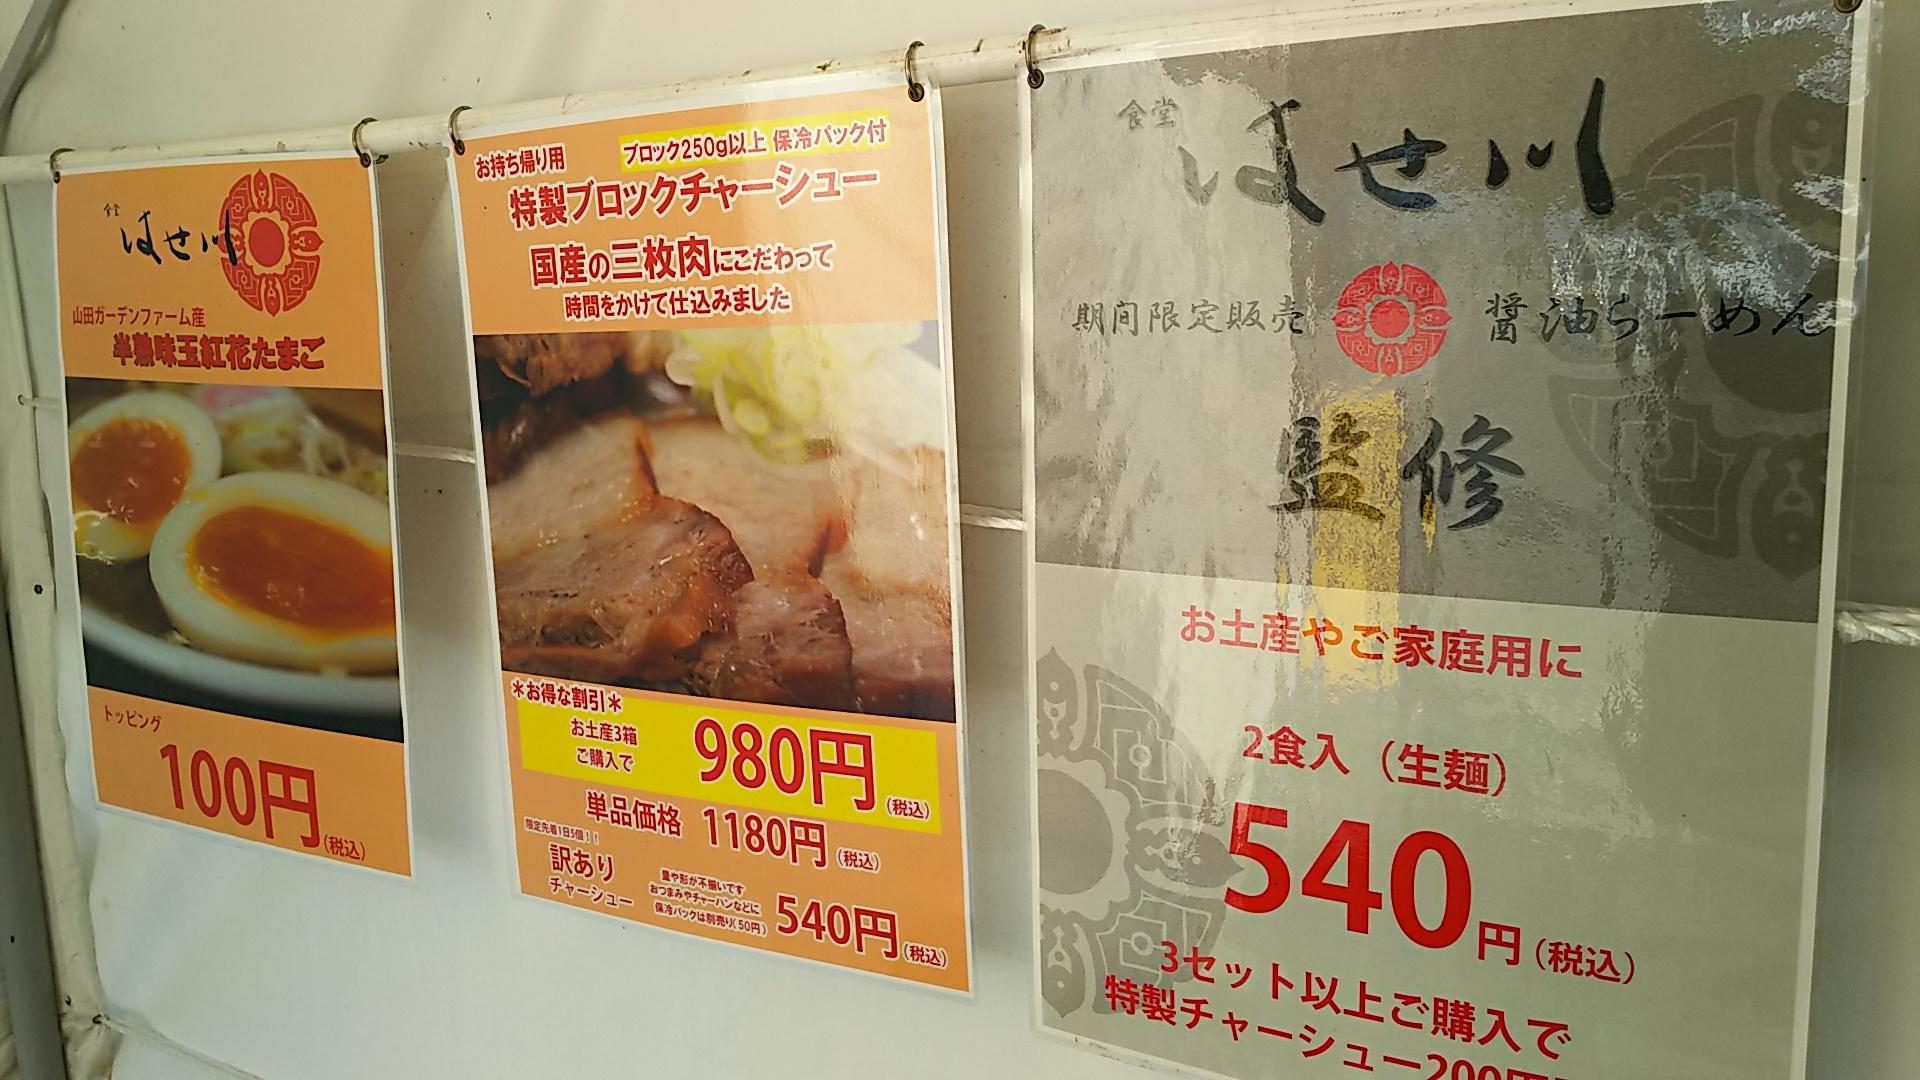 食堂
はせ川
山田ガーデンファーム産
半熟味玉紅花たまご
トッピング
100円(税込)
お持ち帰り用
ブロック250g以上 保冷パック付
特製ブロックチャーシュー
国産の三枚肉にこだわって
時間をかけて仕込みました
＊お得な割引＊
お土産3箱
ご購入で
980円(税込)
単品価格 1180円(税込)
限定先着1日5個！！
訳あり
チャーシュー
量や形が不揃いです
おつまみやチャーハンなどに
保冷パックは別売り(50円)
540円(税込)
食堂
はせ川
期間限定販売 醤油らーめん
監修
お土産やご家庭用に
2食入（生麺）
540円(税込)
3セット以上ご購入で
特製チャーシュー200円